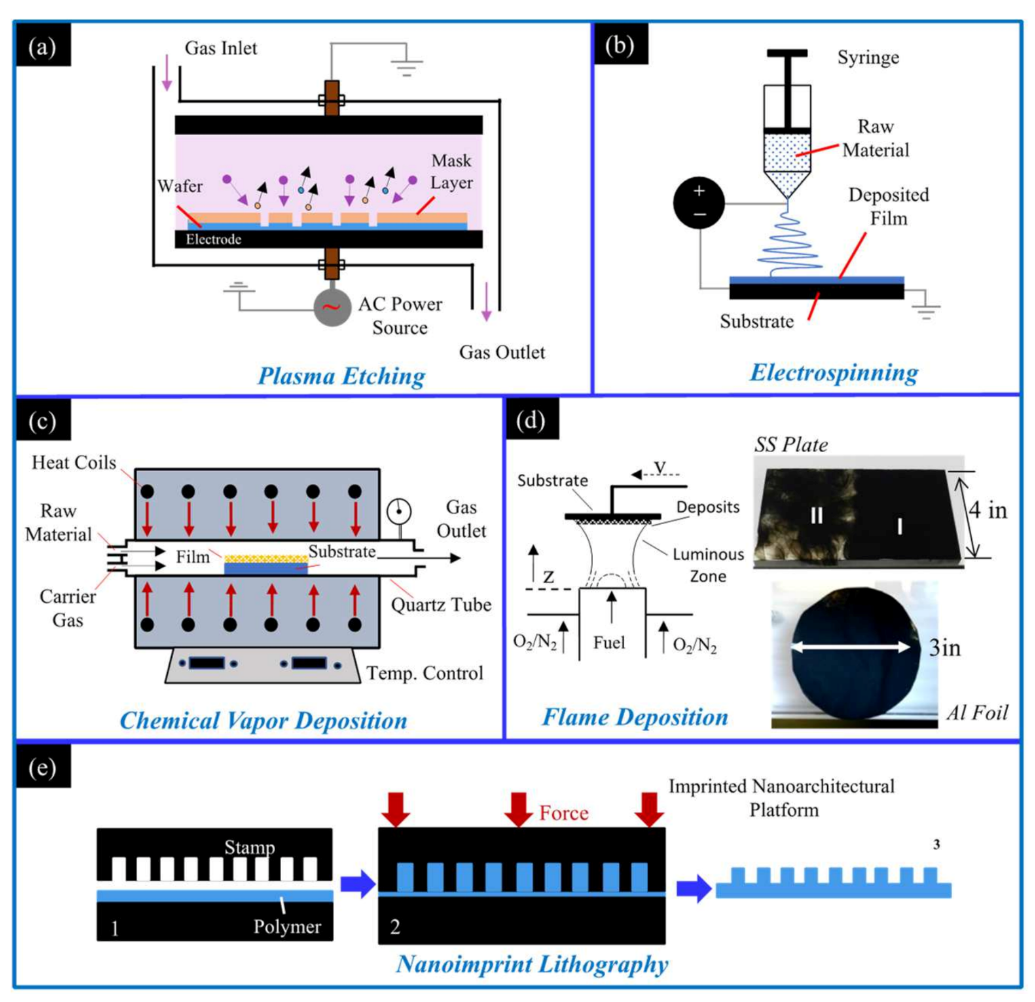 (a)
Gas Inlet
Wafer
Mask
Layer
Electrode
AC Power
Source
Gas Outlet
Plasma Etching
(b)
Syringe
Raw
Material
+
−
Deposited
Film
Substrate
Electrospinning
(c)
Heat Coils
Raw
Material
Film
Substrate
Gas
Outlet
Carrier
Gas
Quartz Tube
Temp. Control
Chemical Vapor Deposition
(d)
V
Substrate
Deposits
Luminous
Zone
Z
O₂/N₂
Fuel
O₂/N₂
SS Plate
II
I
4 in
3in
Al Foil
Flame Deposition
(e)
Stamp
1
Polymer
Force
2
Imprinted Nanoarchitectural
Platform
3
Nanoimprint Lithography